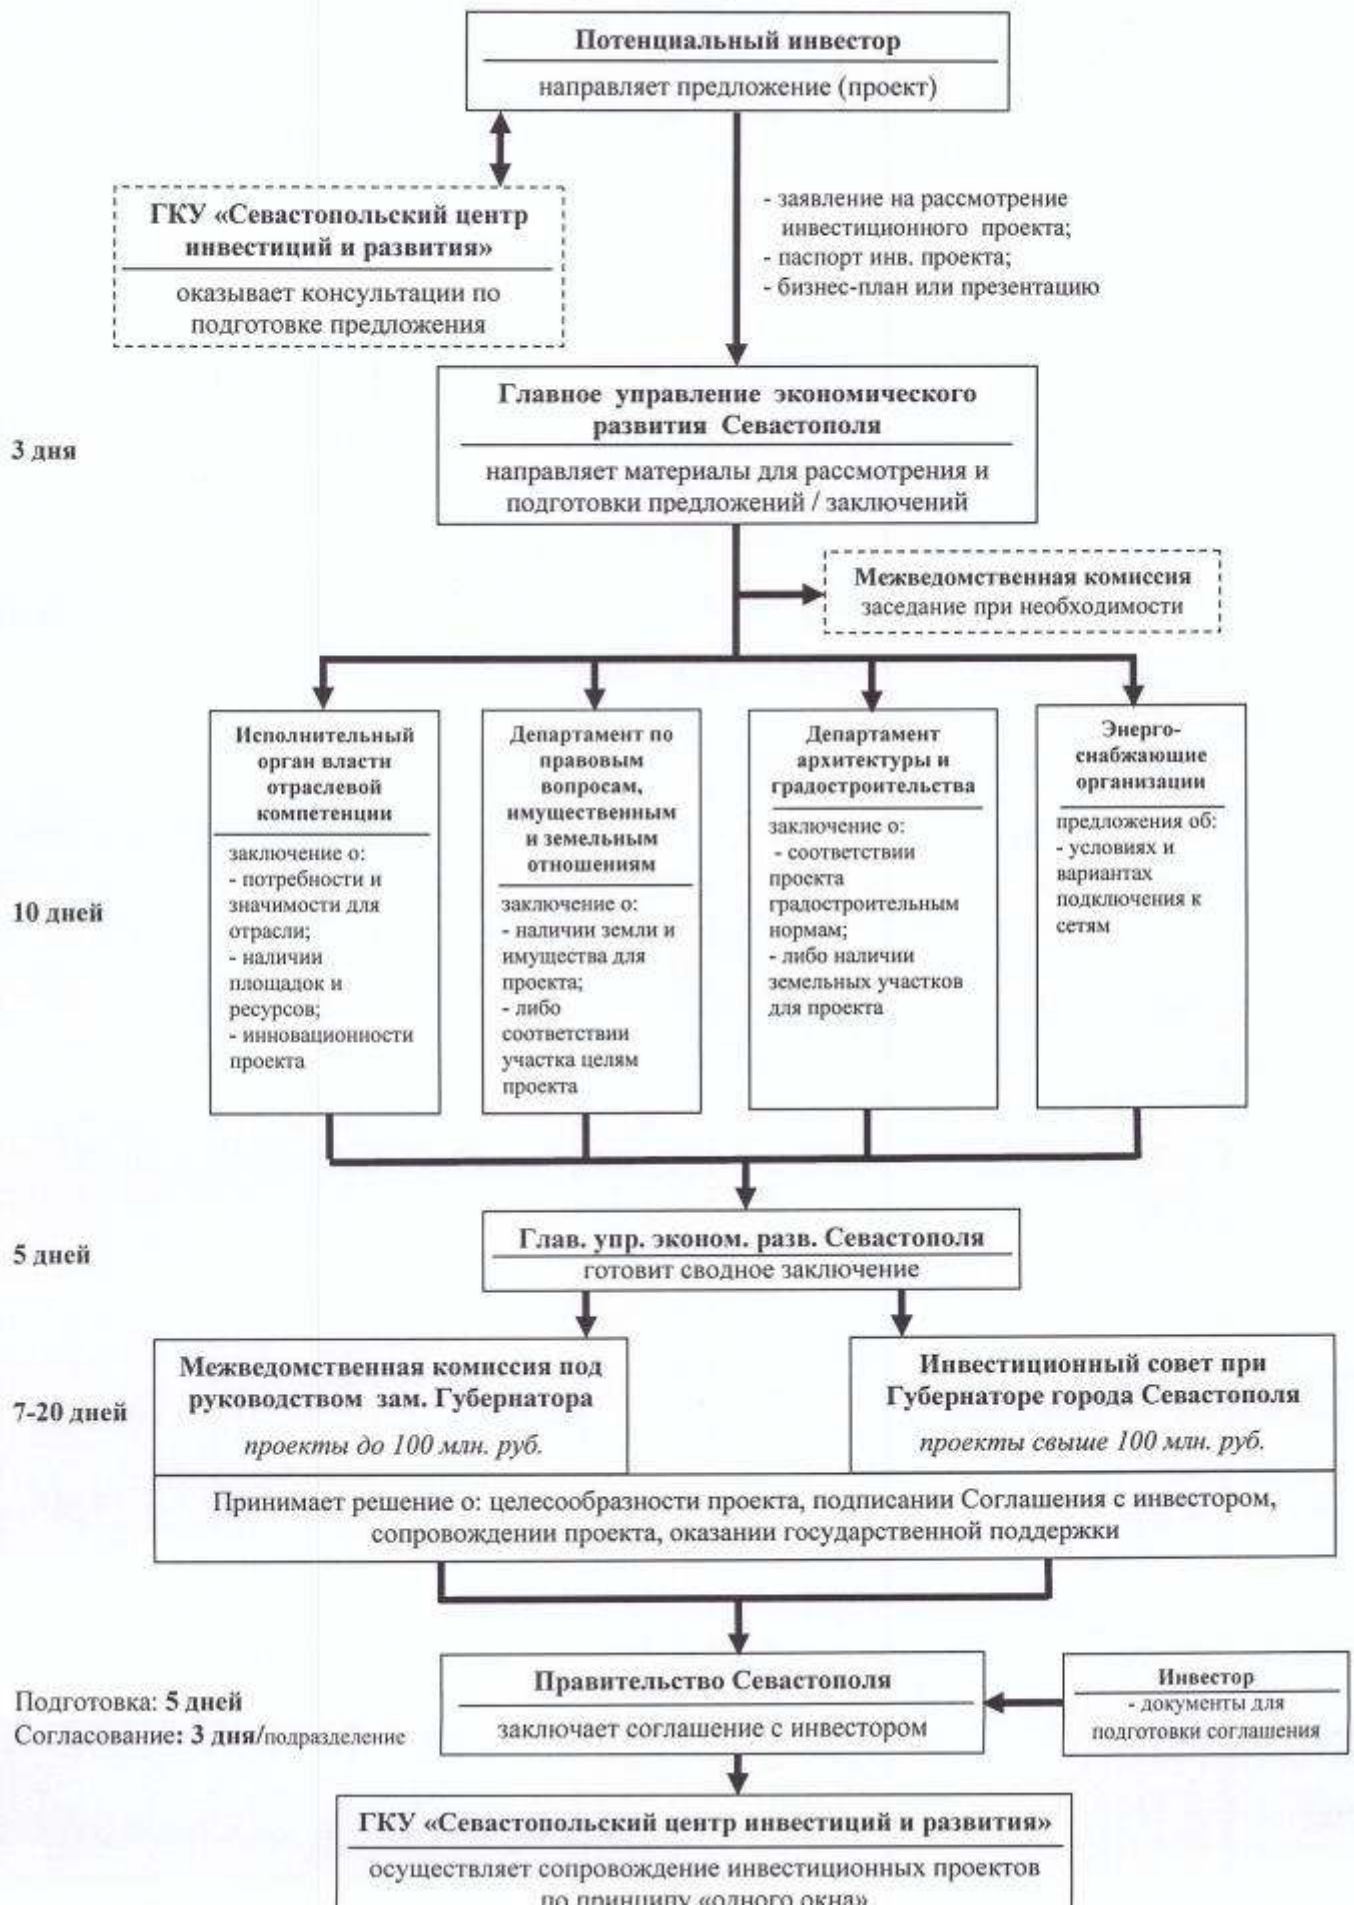 Потенциальный инвестор
направляет предложение (проект)
ГКУ «Севастопольский центр
инвестиций и развития»
оказывает консультации по
подготовке предложения
- заявление на рассмотрение
инвестиционного проекта;
- паспорт инв. проекта;
- бизнес-план или презентацию
Главное управление экономического
развития Севастополя
3 дня
направляет материалы для рассмотрения и
подготовки предложений / заключений
Межведомственная комиссия
заседание при необходимости
Исполнительный
орган власти
отраслевой
компетенции
заключение о:
- потребности и
значимости для
отрасли;
- наличии
площадок и
ресурсов;
- инновационности
проекта
Департамент по
правовым
вопросам,
имущественным
и земельным
отношениям
заключение о:
- наличии земли и
имущества для
проекта;
- либо
соответствии
участка целям
проекта
Департамент
архитектуры и
градостроительства
заключение о:
- соответствии
проекта
градостроительным
нормам;
- либо наличии
земельных участков
для проекта
Энерго-
снабжающие
организации
предложения об:
- условиях и
вариантах
подключения к
сетям
10 дней
Глав. упр. эконом. разв. Севастополя
готовит сводное заключение
5 дней
Межведомственная комиссия под
руководством зам. Губернатора
проекты до 100 млн. руб.
Инвестиционный совет при
Губернаторе города Севастополя
проекты свыше 100 млн. руб.
7-20 дней
Принимает решение о: целесообразности проекта, подписании Соглашения с инвестором,
сопровождении проекта, оказании государственной поддержки
Правительство Севастополя
заключает соглашение с инвестором
Инвестор
- документы для
подготовки соглашения
Подготовка: 5 дней
Согласование: 3 дня/подразделение
ГКУ «Севастопольский центр инвестиций и развития»
осуществляет сопровождение инвестиционных проектов
по принципу «одного окна»